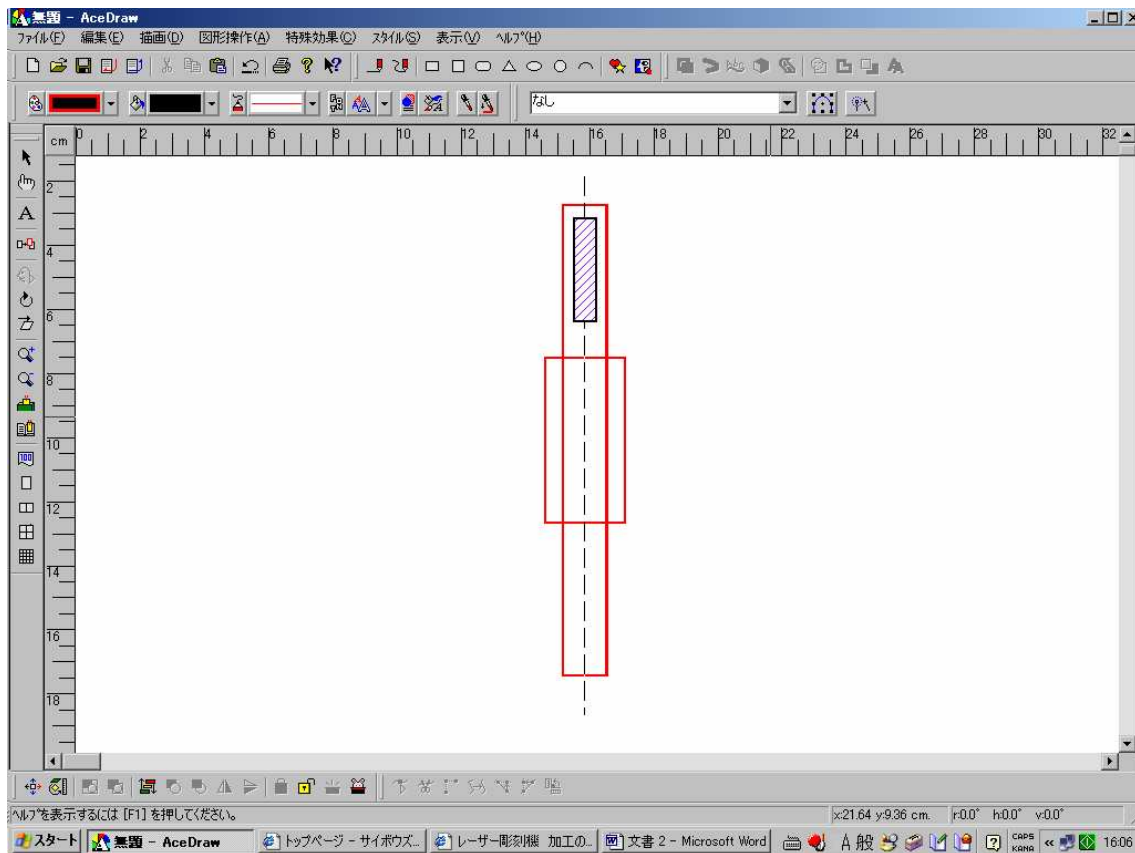 無題 - AceDraw
ファイル(F) 編集(E) 描画(D) 図形操作(A) 特殊効果(C) スタイル(S) 表示(V) ヘルプ(H)
なし
cm 0 2 4 6 8 10 12 14 16 18 20 22 24 26 28 30 32
2
4
6
8
10
12
14
16
18
ヘルプを表示するには [F1] を押してください。 x:21.64 y:9.36 cm. r:0.0° h:0.0° v:0.0°
スタート 無題 - AceDraw トップページ - サイボウズ... レーザー彫刻機 加工の... 文書 2 - Microsoft Word A 般 CAPS KANA « 16:06